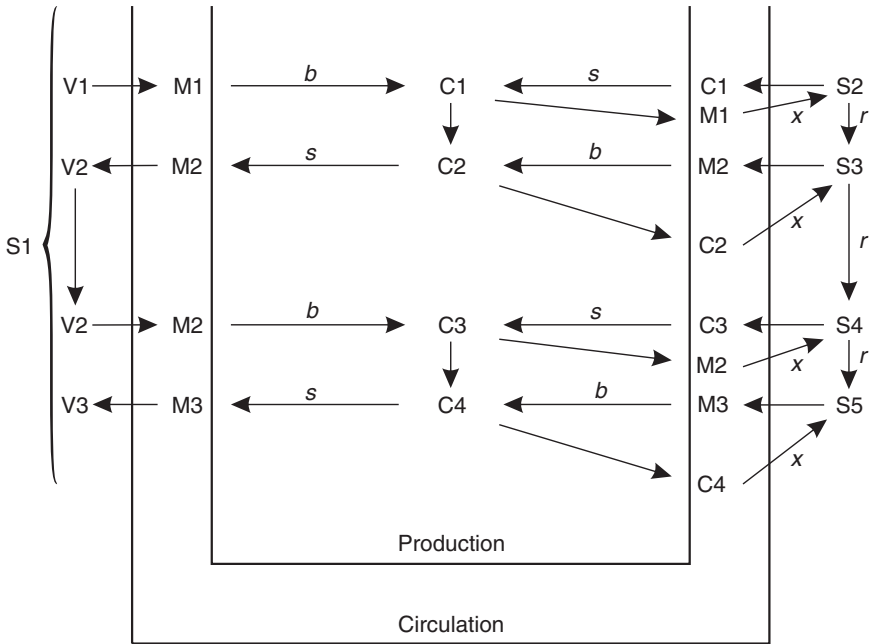 b s
V1 M1 C1 C1 S2
M1 x r
s b
V2 M2 C2 M2 S3
x
S1 C2 r
b s
V2 M2 C3 C3 S4
M2 x r
s b
V3 M3 C4 M3 S5
x
C4
Production
Circulation